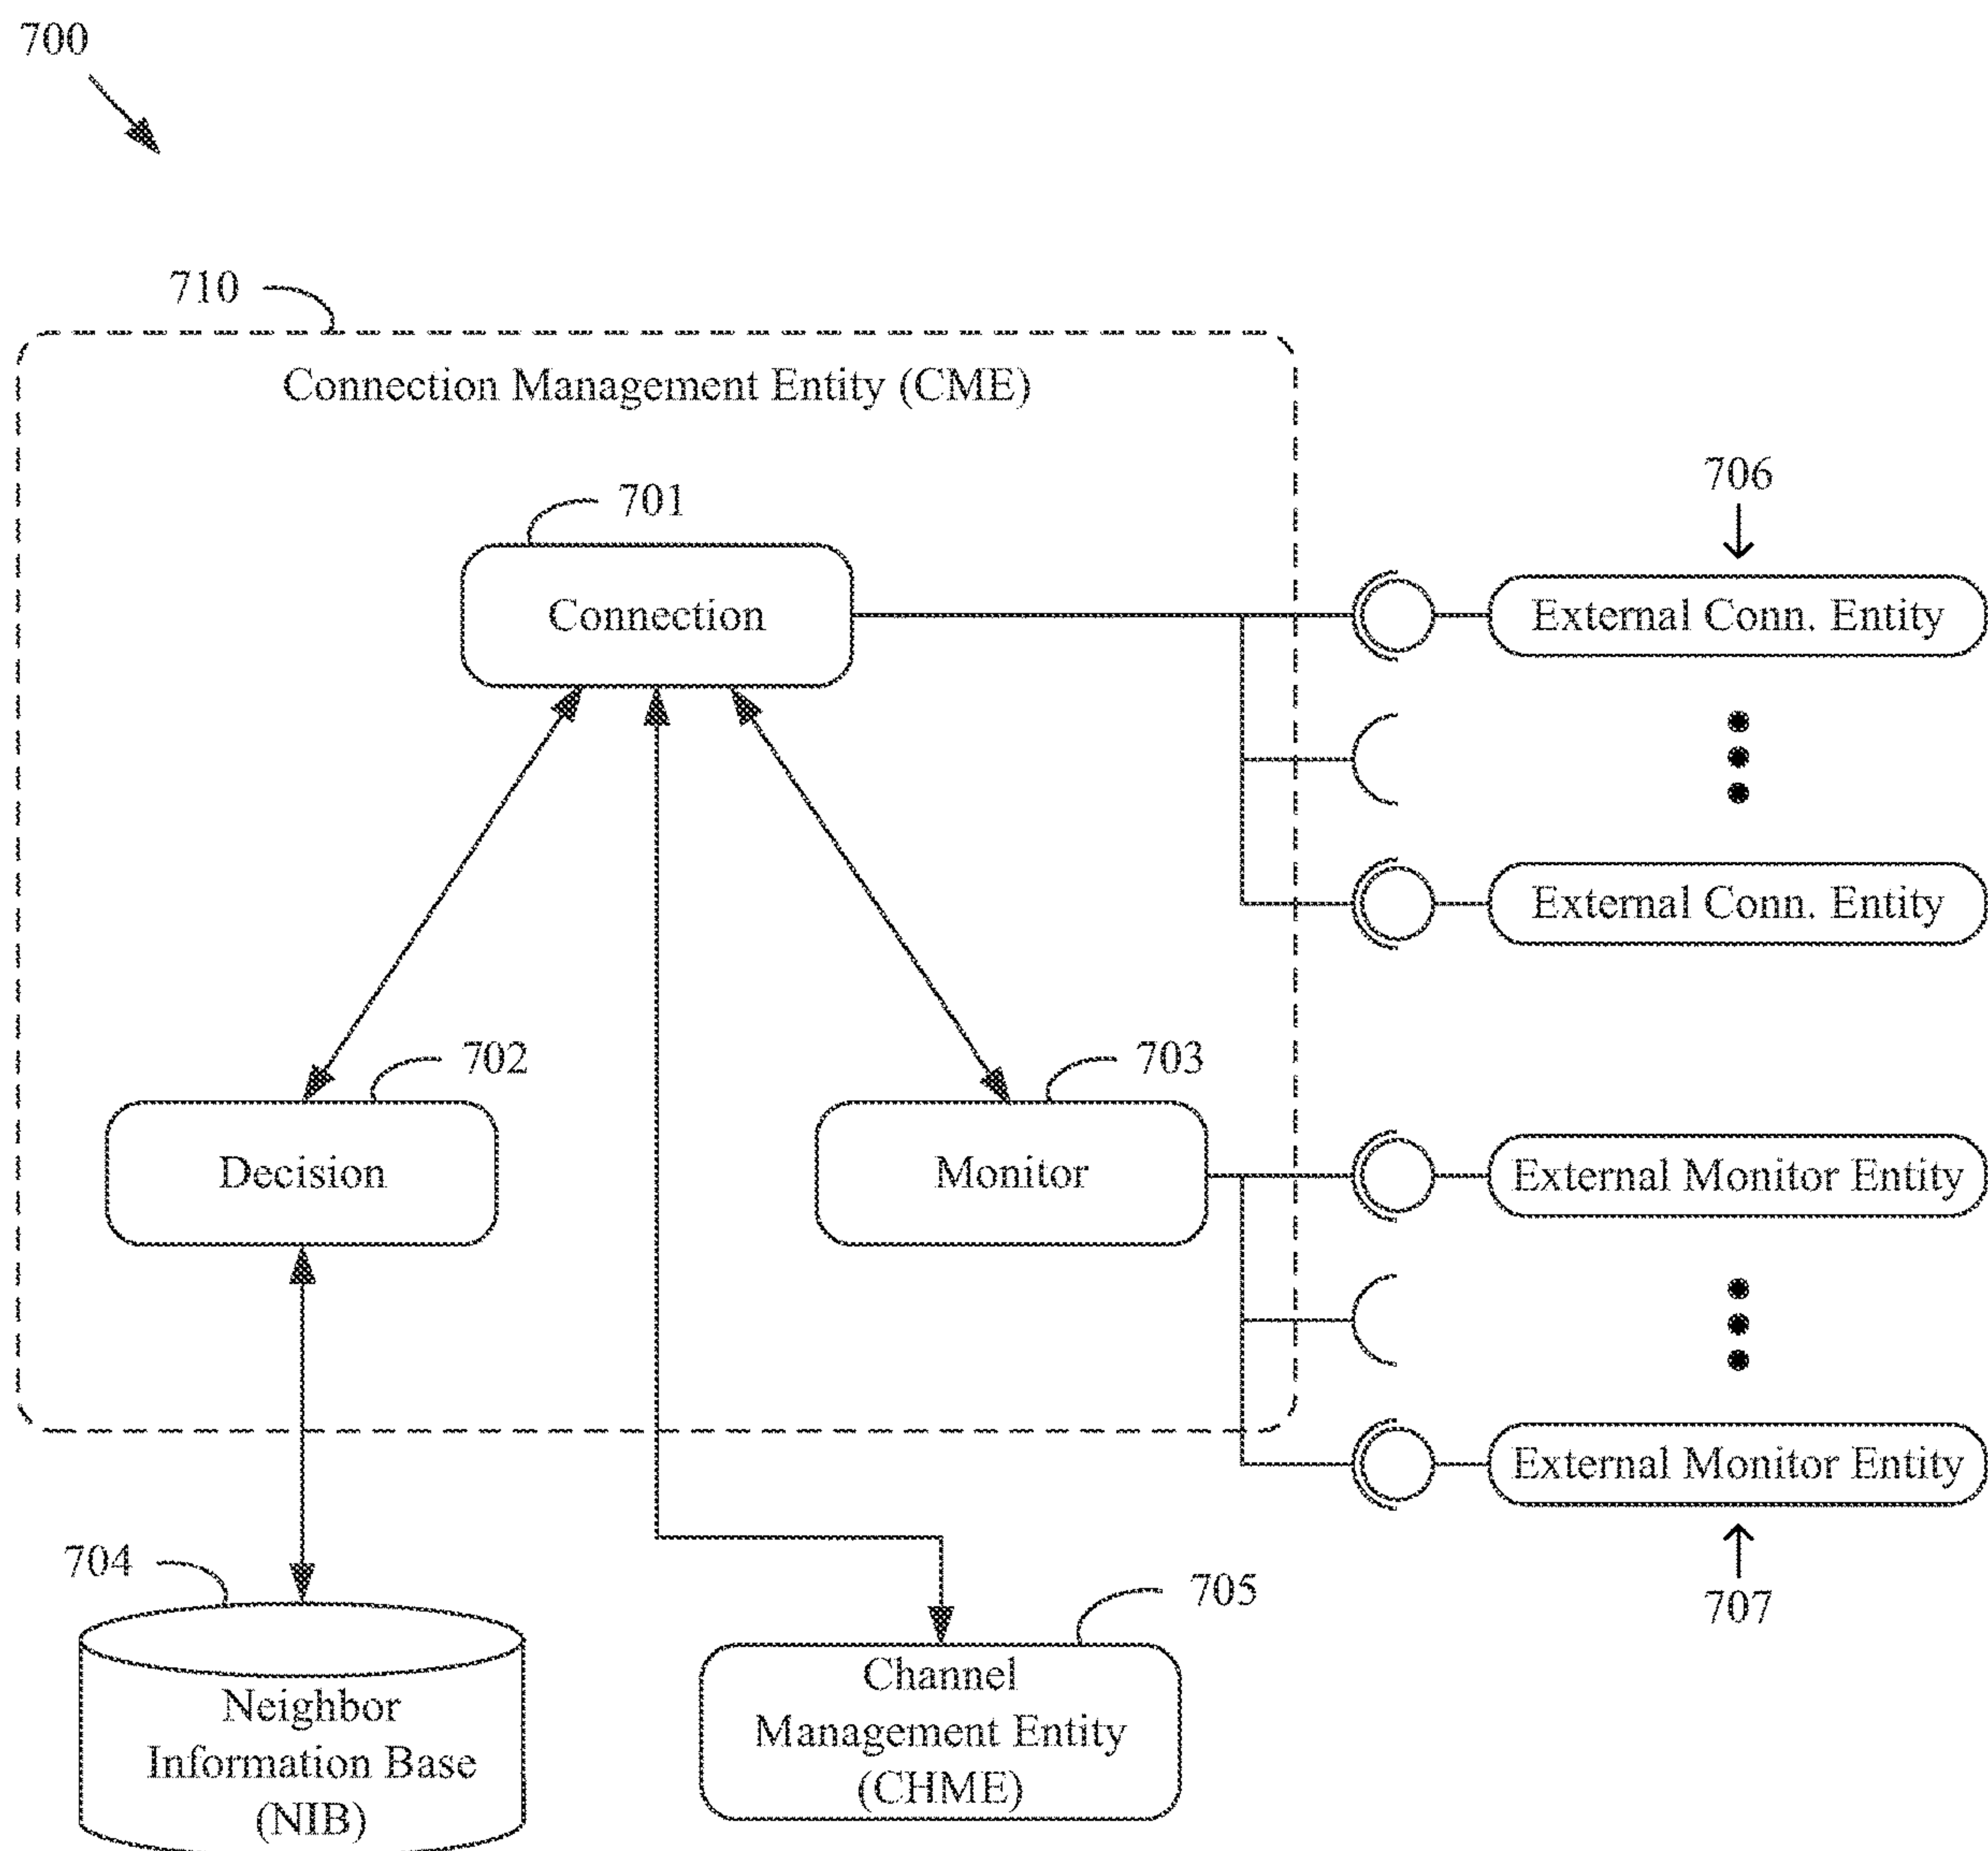 700
710
Connection Management Entity (CME)
701
Connection
706
External Conn. Entity
External Conn. Entity
702
703
Decision
Monitor
External Monitor Entity
External Monitor Entity
707
704
705
Neighbor
Information Base
(NIB)
Channel
Management Entity
(CHME)